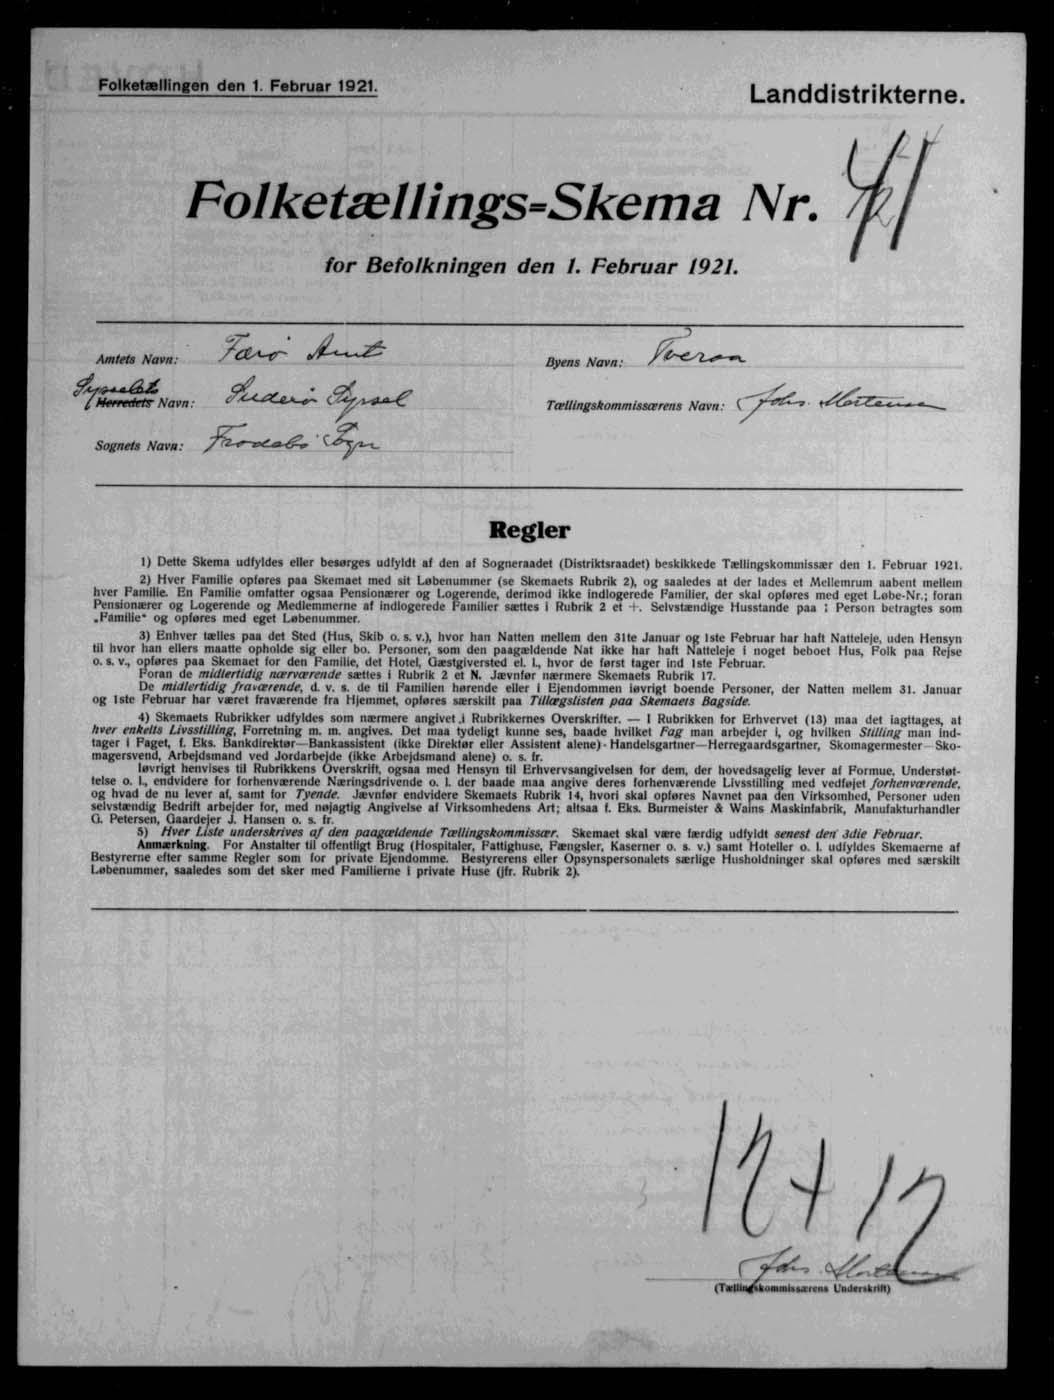 Folketællingen den 1. Februar 1921.
Landdistrikterne.
Folketællings=Skema Nr. 41
for Befolkningen den 1. Februar 1921.
Amtets Navn: Færø Amt
Byens Navn: Tveraa
Sysselets
Herredets Navn: Suderø Syssel
Tællingskommissærens Navn: Johs. Mortensen
Sognets Navn: Frodebø Sogn
Regler
1) Dette Skema udfyldes eller besørges udfyldt af den af Sogneraadet (Distriktsraadet) beskikkede Tællingskommissær den 1. Februar 1921.
2) Hver Familie opføres paa Skemaet med sit Løbenummer (se Skemaets Rubrik 2), og saaledes at der lades et Mellemrum aabent mellem
hver Familie. En Familie omfatter ogsaa Pensionærer og Logerende, derimod ikke indlogerede Familier, der skal opføres med eget Løbe-Nr.; foran
Pensionærer og Logerende og Medlemmerne af indlogerede Familier sættes i Rubrik 2 et +. Selvstændige Husstande paa 1 Person betragtes som
„Familie“ og opføres med eget Løbenummer.
3) Enhver tælles paa det Sted (Hus, Skib o. s. v.), hvor han Natten mellem den 31te Januar og 1ste Februar har haft Natteleje, uden Hensyn
til hvor han ellers maatte opholde sig eller bo. Personer, som den paagældende Nat ikke har haft Natteleje i noget beboet Hus, Folk paa Rejse
o. s. v., opføres paa Skemaet for den Familie, det Hotel, Gæstgiversted el. l., hvor de først tager ind 1ste Februar.
Foran de midlertidig nærværende sættes i Rubrik 2 et N. Jævnfør nærmere Skemaets Rubrik 17.
De midlertidig fraværende, d. v. s. de til Familien hørende eller i Ejendommen iøvrigt boende Personer, der Natten mellem 31. Januar
og 1ste Februar har været fraværende fra Hjemmet, opføres særskilt paa Tillægslisten paa Skemaets Bagside.
4) Skemaets Rubrikker udfyldes som nærmere angivet i Rubrikkernes Overskrifter. — I Rubrikken for Erhvervet (13) maa det iagttages, at
hver enkelts Livsstilling, Forretning m. m. angives. Det maa tydeligt kunne ses, baade hvilket Fag man arbejder i, og hvilken Stilling man ind-
tager i Faget, f. Eks. Bankdirektør—Bankassistent (ikke Direktør eller Assistent alene) - Handelsgartner—Herregaardsgartner, Skomagermester—Sko-
magersvend, Arbejdsmand ved Jordarbejde (ikke Arbejdsmand alene) o. s. fr.
Iøvrigt henvises til Rubrikkens Overskrift, ogsaa med Hensyn til Erhvervsangivelsen for dem, der hovedsagelig lever af Formue, Understøt-
telse o. l., endvidere for forhenværende Næringsdrivende o. l. der baade maa angive deres forhenværende Livsstilling med vedføjet forhenværende,
og hvad de nu lever af, samt for Tyende. Jævnfør endvidere Skemaets Rubrik 14, hvori skal opføres Navnet paa den Virksomhed, Personer uden
selvstændig Bedrift arbejder for, med nøjagtig Angivelse af Virksomhedens Art; altsaa f. Eks. Burmeister & Wains Maskinfabrik, Manufakturhandler
G. Petersen, Gaardejer J. Hansen o. s. fr.
5) Hver Liste underskrives af den paagældende Tællingskommissær. Skemaet skal være færdig udfyldt senest den 3die Februar.
Anmærkning. For Anstalter til offentligt Brug (Hospitaler, Fattighuse, Fængsler, Kaserner o. s. v.) samt Hoteller o. l. udfyldes Skemaerne af
Bestyrerne efter samme Regler som for private Ejendomme. Bestyrerens eller Opsynspersonalets særlige Husholdninger skal opføres med særskilt
Løbenummer, saaledes som det sker med Familierne i private Huse (jfr. Rubrik 2).
12 + 12
Johs. Mortensen
(Tællingskommissærens Underskrift)